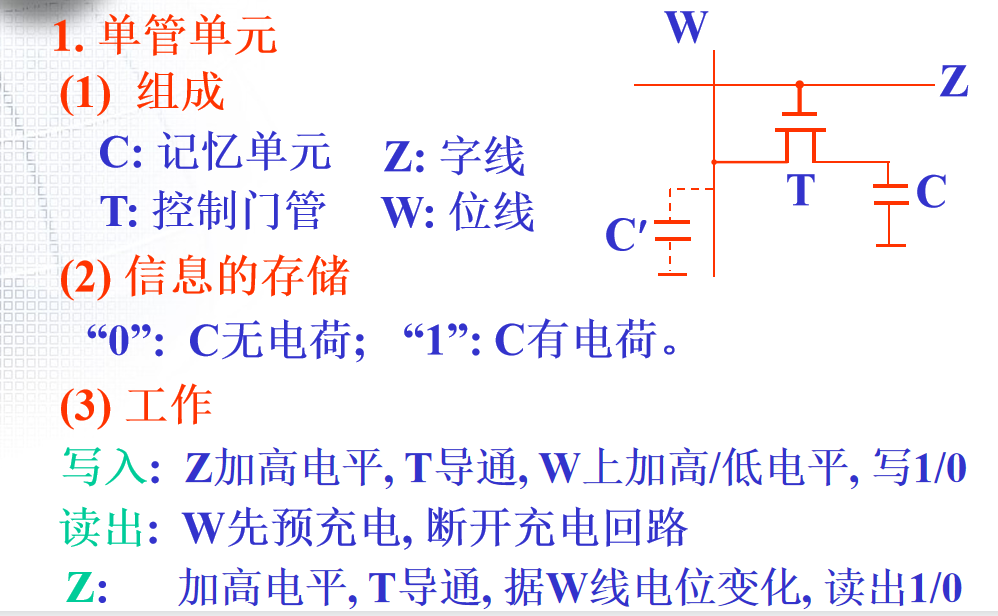 1. 单管单元
(1) 组成
C: 记忆单元 Z: 字线
T: 控制门管 W: 位线
(2) 信息的存储
“0”: C无电荷; “1”: C有电荷。
(3) 工作
写入: Z加高电平, T导通, W上加高/低电平, 写1/0
读出: W先预充电, 断开充电回路
Z: 加高电平, T导通, 据W线电位变化, 读出1/0
W
Z
T
C
C′